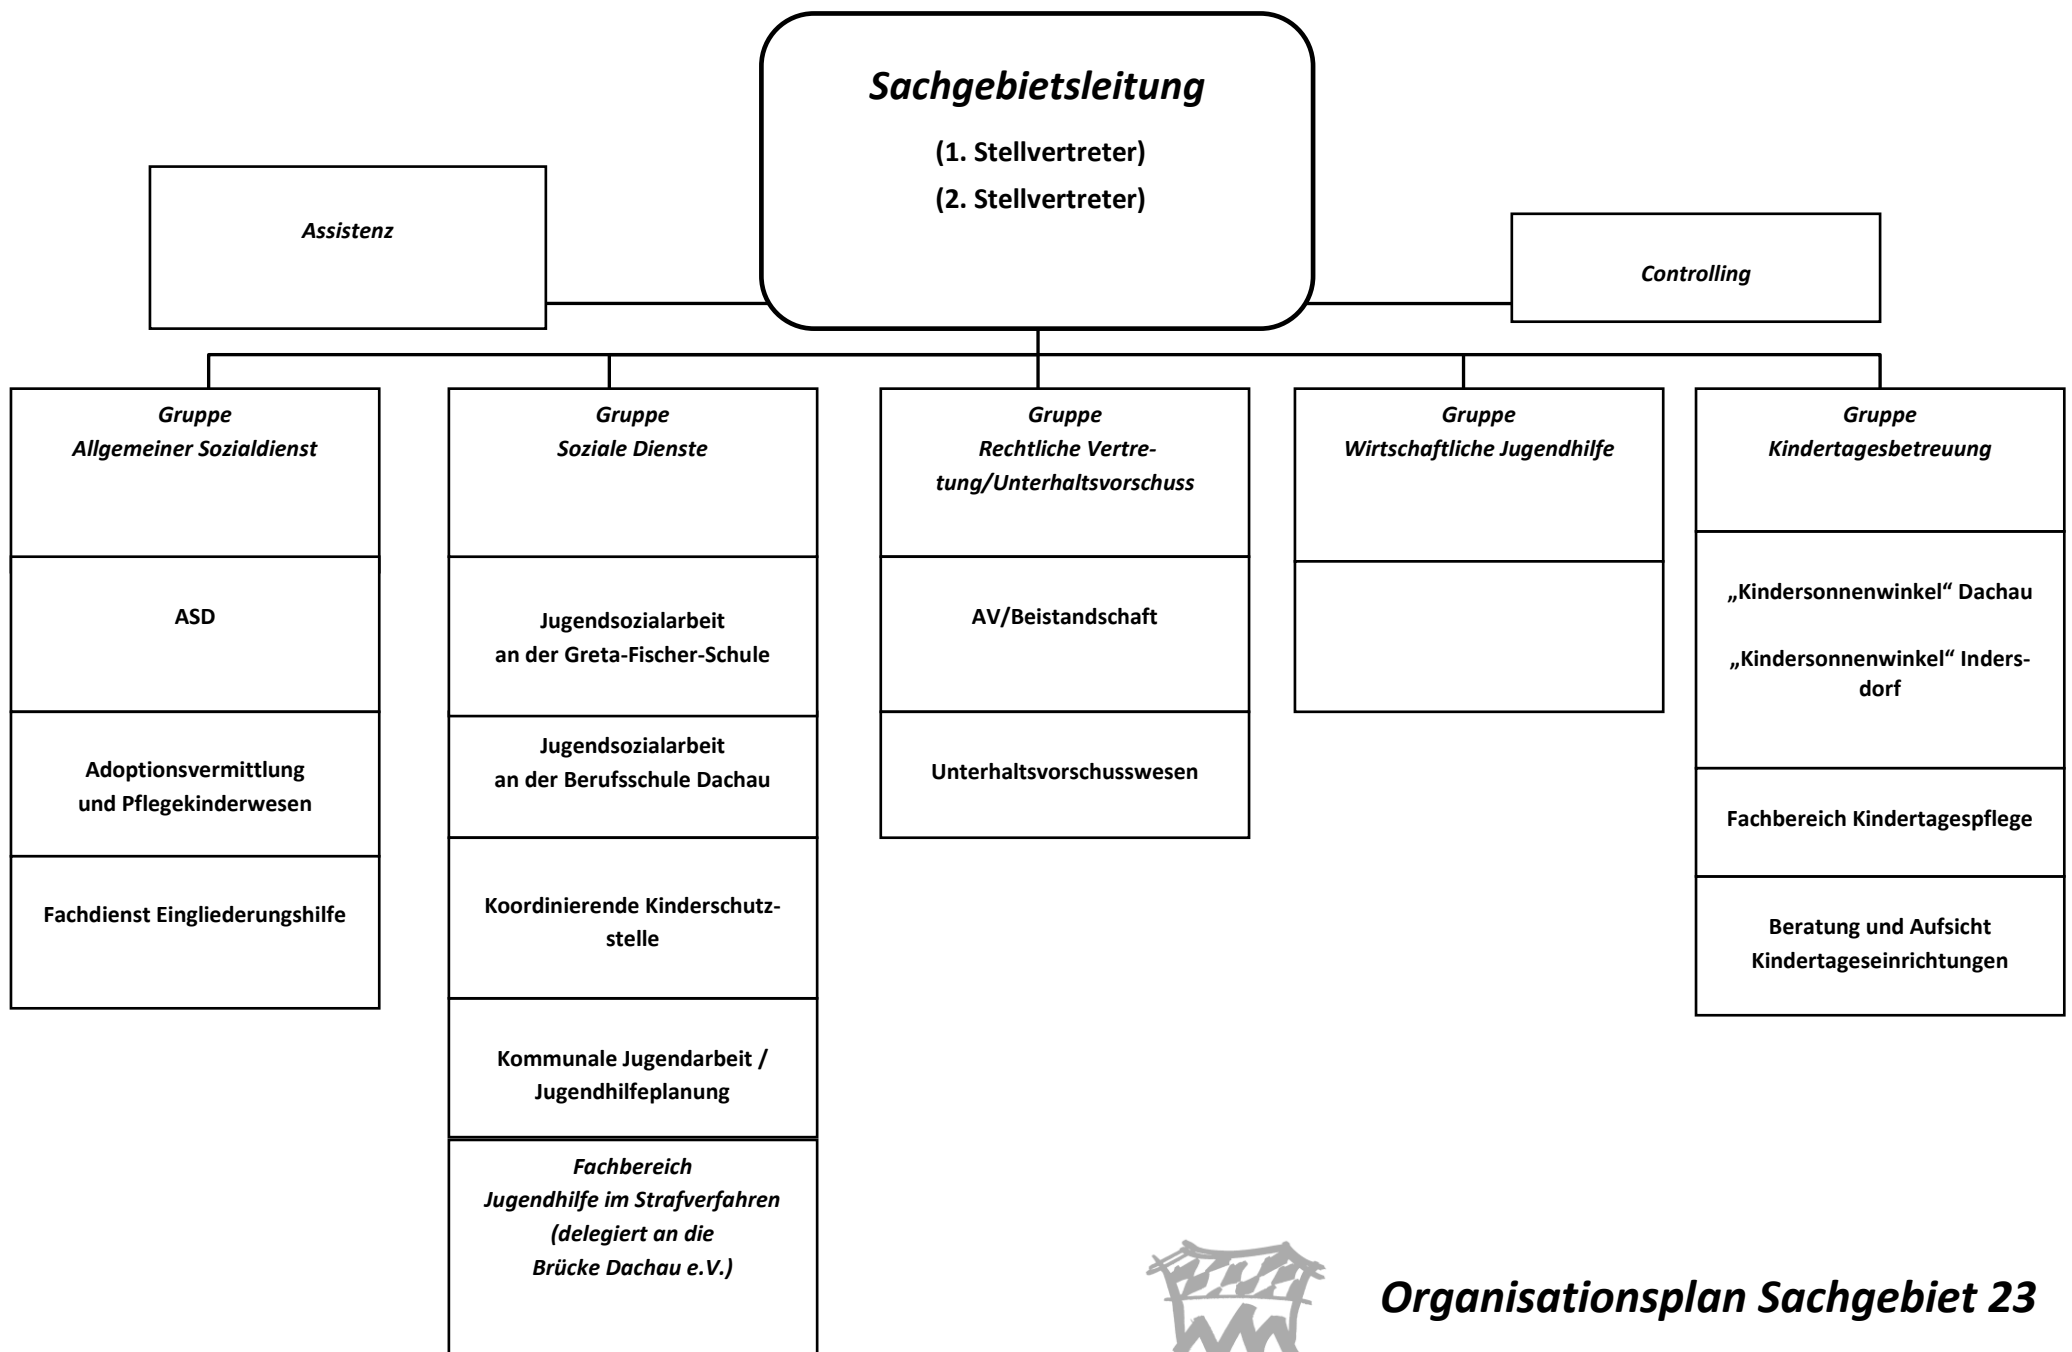 Sachgebietsleitung
(1. Stellvertreter)
(2. Stellvertreter)
Assistenz
Controlling
Gruppe
Allgemeiner Sozialdienst
ASD
Adoptionsvermittlung
und Pflegekinderwesen
Fachdienst Eingliederungshilfe
Gruppe
Soziale Dienste
Jugendsozialarbeit
an der Greta-Fischer-Schule
Jugendsozialarbeit
an der Berufsschule Dachau
Koordinierende Kinderschutz-
stelle
Kommunale Jugendarbeit /
Jugendhilfeplanung
Fachbereich
Jugendhilfe im Strafverfahren
(delegiert an die
Brücke Dachau e.V.)
Gruppe
Rechtliche Vertre-
tung/Unterhaltsvorschuss
AV/Beistandschaft
Unterhaltsvorschusswesen
Gruppe
Wirtschaftliche Jugendhilfe
Gruppe
Kindertagesbetreuung
„Kindersonnenwinkel“ Dachau
„Kindersonnenwinkel“ Inders-
dorf
Fachbereich Kindertagespflege
Beratung und Aufsicht
Kindertageseinrichtungen
Organisationsplan Sachgebiet 23